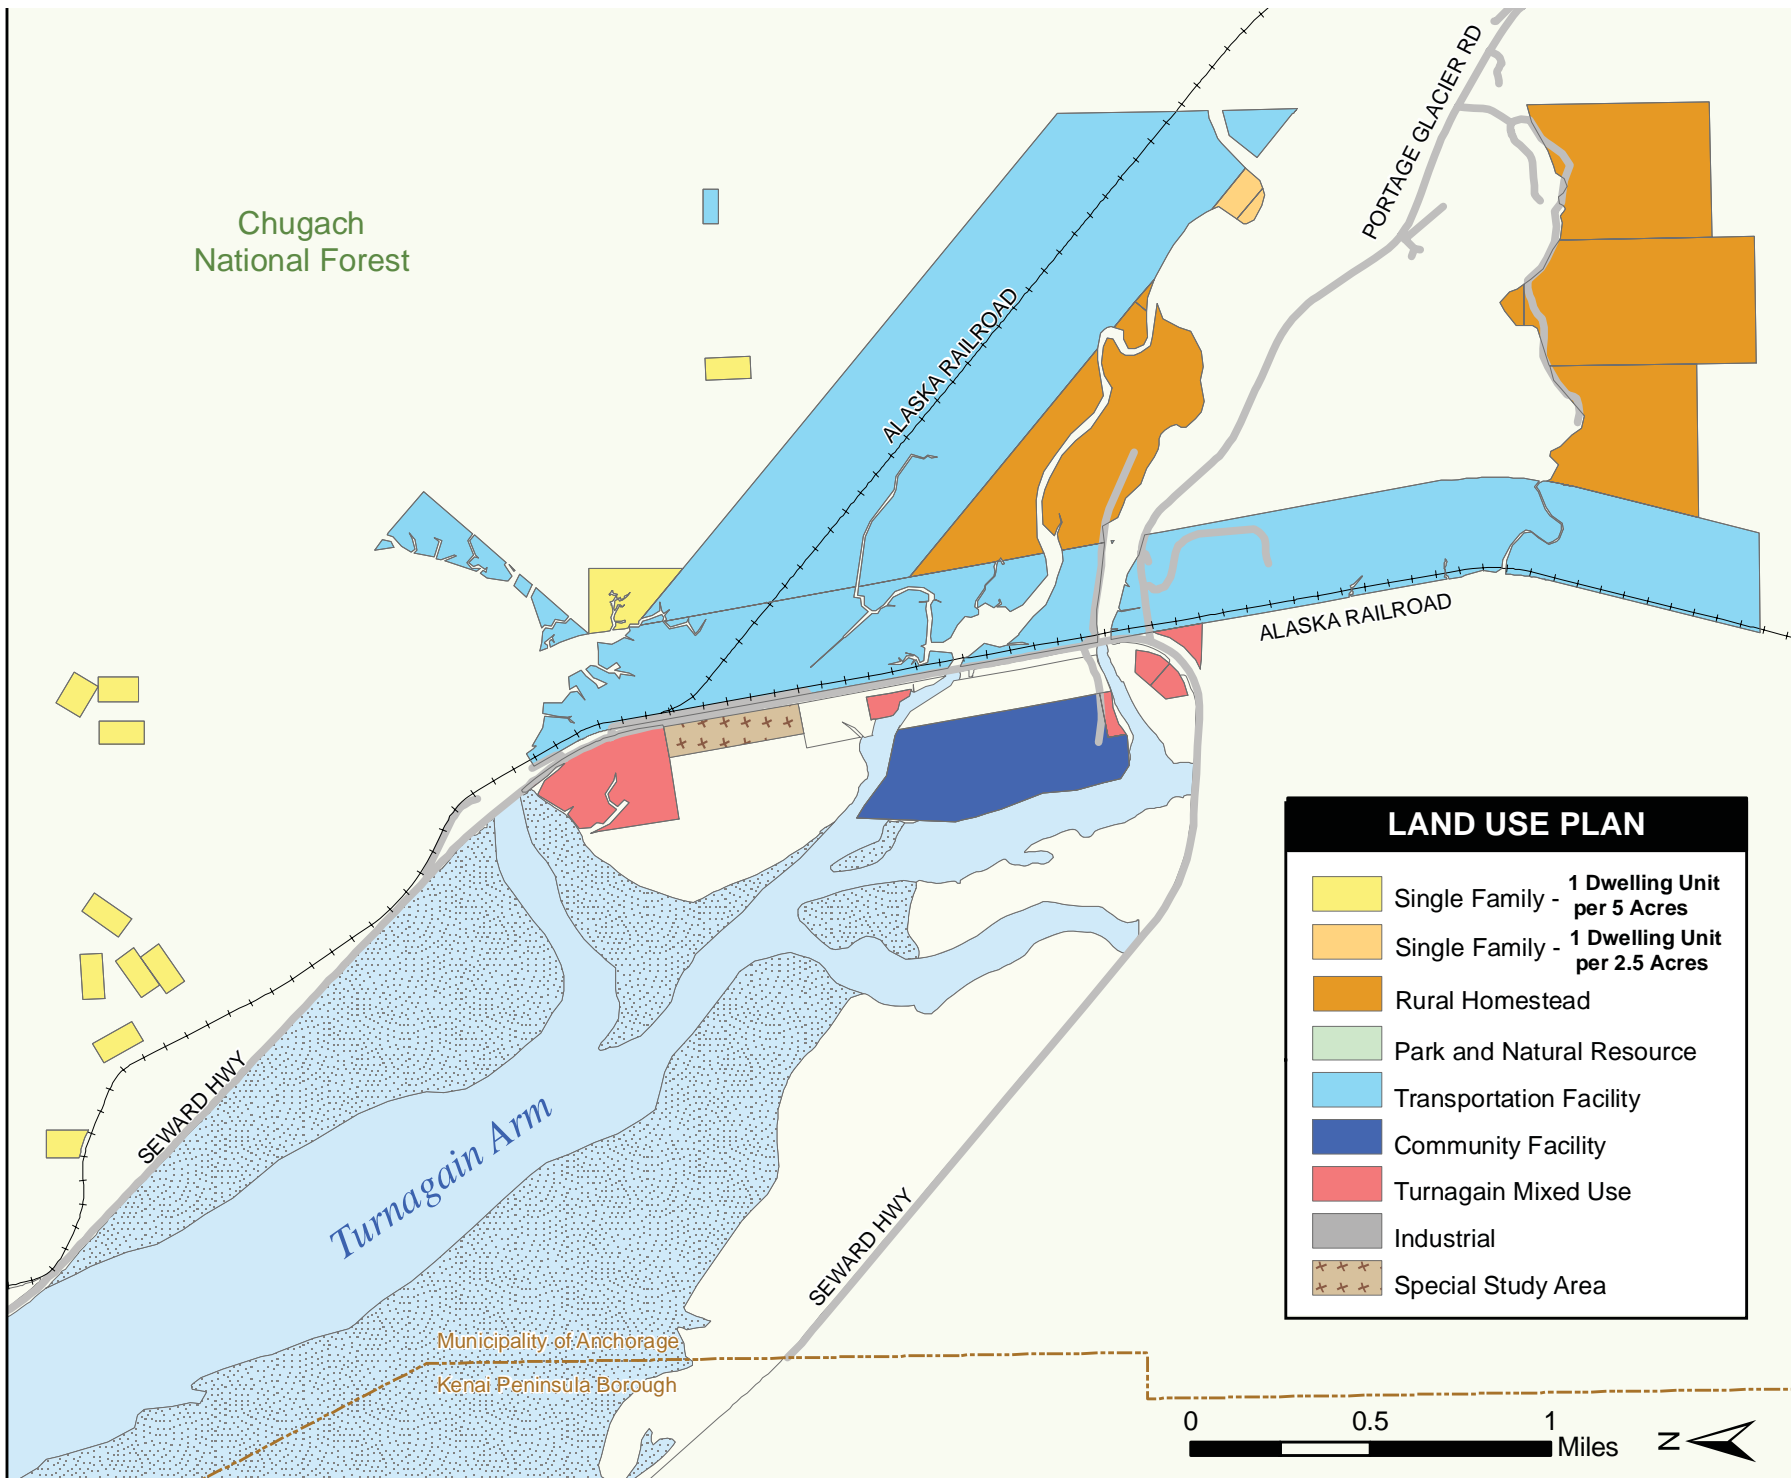 PORTAGE GLACIER RD
Chugach
National Forest
ALASKA RAILROAD
ALASKA RAILROAD
SEWARD HWY
Turnagain Arm
SEWARD HWY
Municipality of Anchorage
Kenai Peninsula Borough
LAND USE PLAN
Single Family - 1 Dwelling Unit
per 5 Acres
Single Family - 1 Dwelling Unit
per 2.5 Acres
Rural Homestead
Park and Natural Resource
Transportation Facility
Community Facility
Turnagain Mixed Use
Industrial
Special Study Area
0 0.5 1
Miles
N